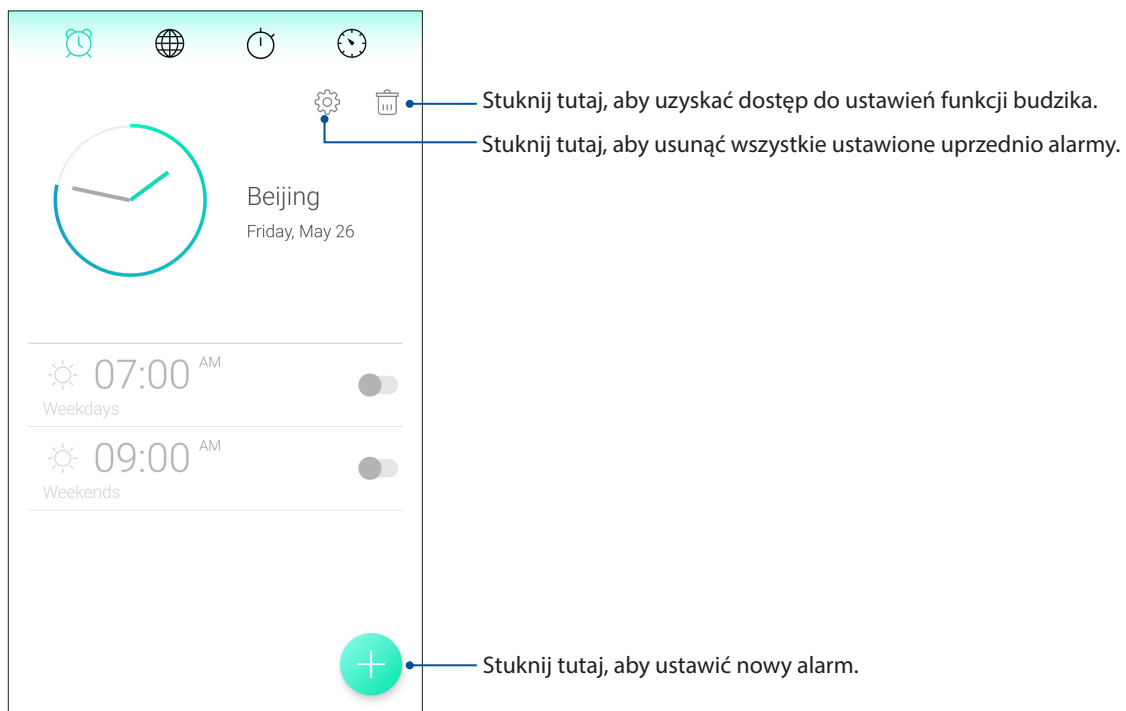 Stuknij tutaj, aby uzyskać dostęp do ustawień funkcji budzika.
Stuknij tutaj, aby usunąć wszystkie ustawione uprzednio alarmy.
Beijing
Friday, May 26
07:00 AM
Weekdays
09:00 AM
Weekends
Stuknij tutaj, aby ustawić nowy alarm.